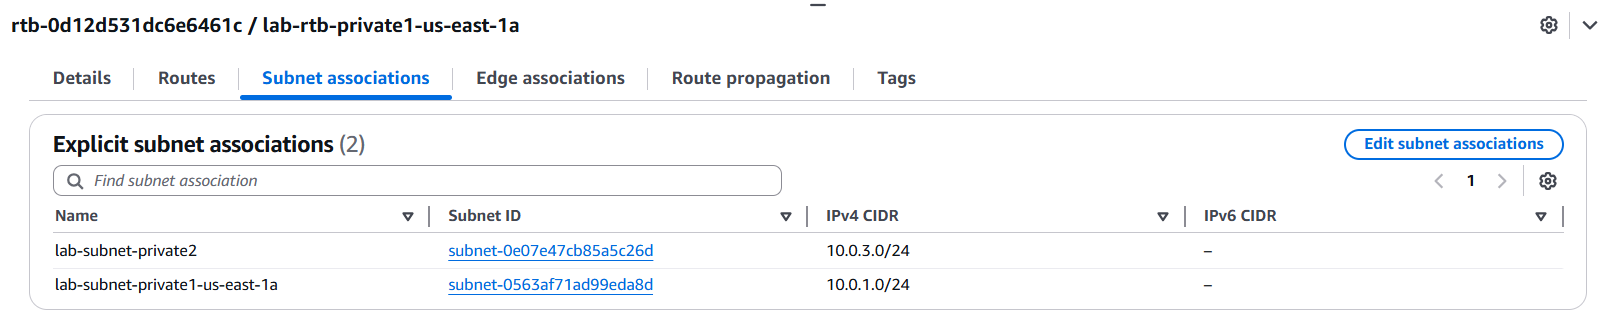 rtb-0d12d531dc6e6461c / lab-rtb-private1-us-east-1a
Details Routes Subnet associations Edge associations Route propagation Tags
Explicit subnet associations (2) Edit subnet associations
Find subnet association 1
Name Subnet ID IPv4 CIDR IPv6 CIDR
lab-subnet-private2 subnet-0e07e47cb85a5c26d 10.0.3.0/24 –
lab-subnet-private1-us-east-1a subnet-0563af71ad99eda8d 10.0.1.0/24 –